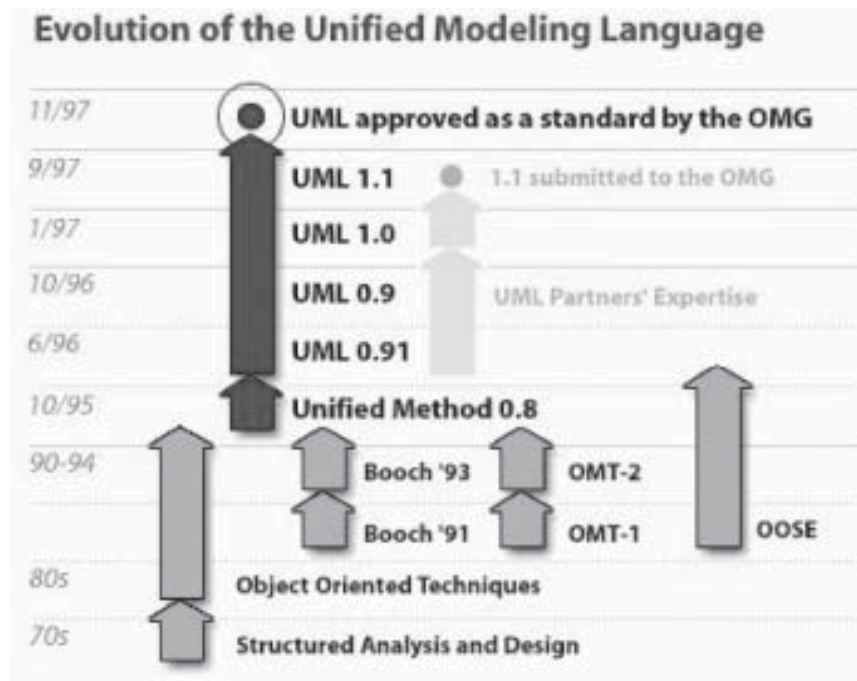 Evolution of the Unified Modeling Language
11/97
UML approved as a standard by the OMG
9/97
UML 1.1
1.1 submitted to the OMG
1/97
UML 1.0
10/96
UML 0.9
UML Partners' Expertise
6/96
UML 0.91
10/95
Unified Method 0.8
90-94
Booch '93
OMT-2
Booch '91
OMT-1
OOSE
80s
Object Oriented Techniques
70s
Structured Analysis and Design